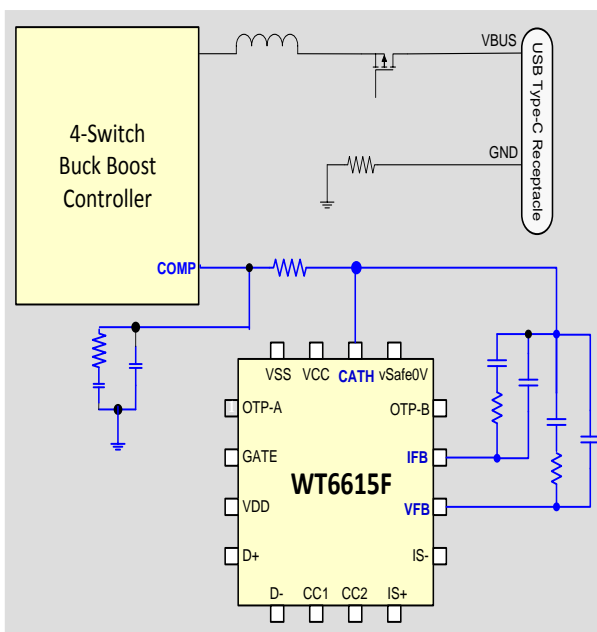 VBUS
USB Type-C Receptacle
4-Switch
Buck Boost
Controller
GND
COMP
VSS VCC CATH vSafe0V
OTP-A
OTP-B
GATE
IFB
WT6615F
VDD
VFB
D+
IS-
D- CC1 CC2 IS+